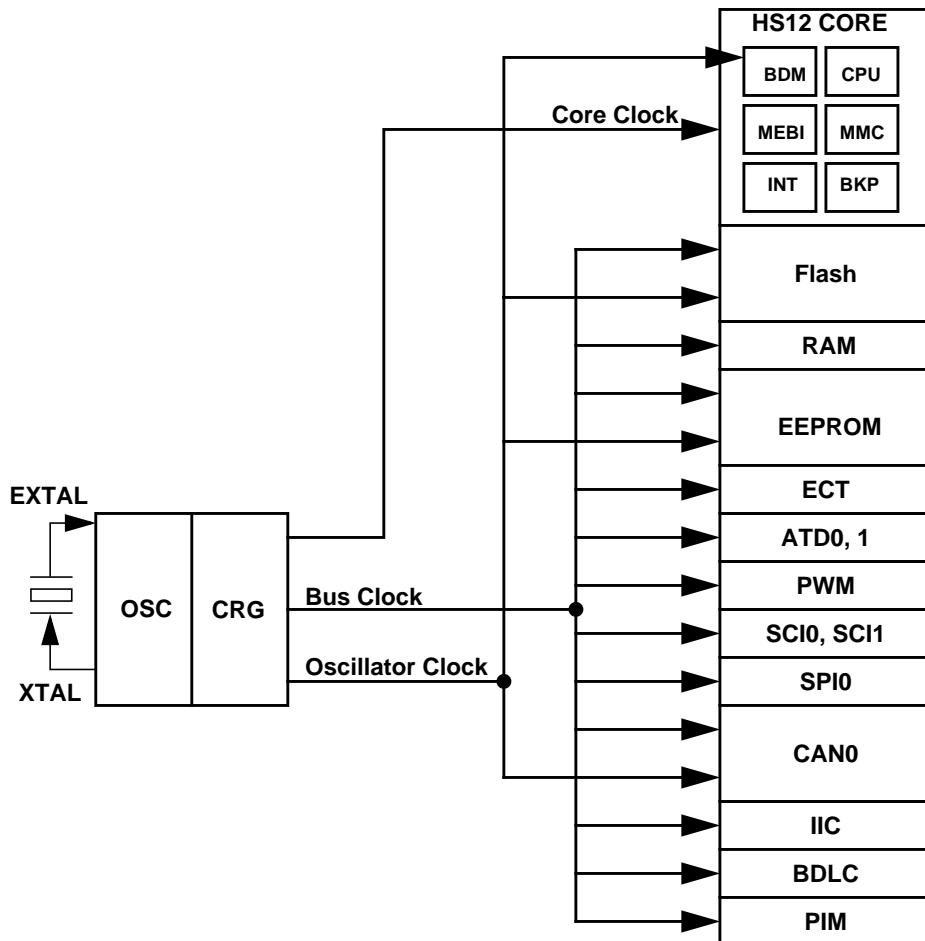 HS12 CORE
BDM
CPU
Core Clock
MEBI
MMC
INT
BKP
Flash
RAM
EEPROM
EXTAL
ECT
ATD0, 1
PWM
OSC
CRG
Bus Clock
SCI0, SCI1
Oscillator Clock
SPI0
XTAL
CAN0
IIC
BDLC
PIM